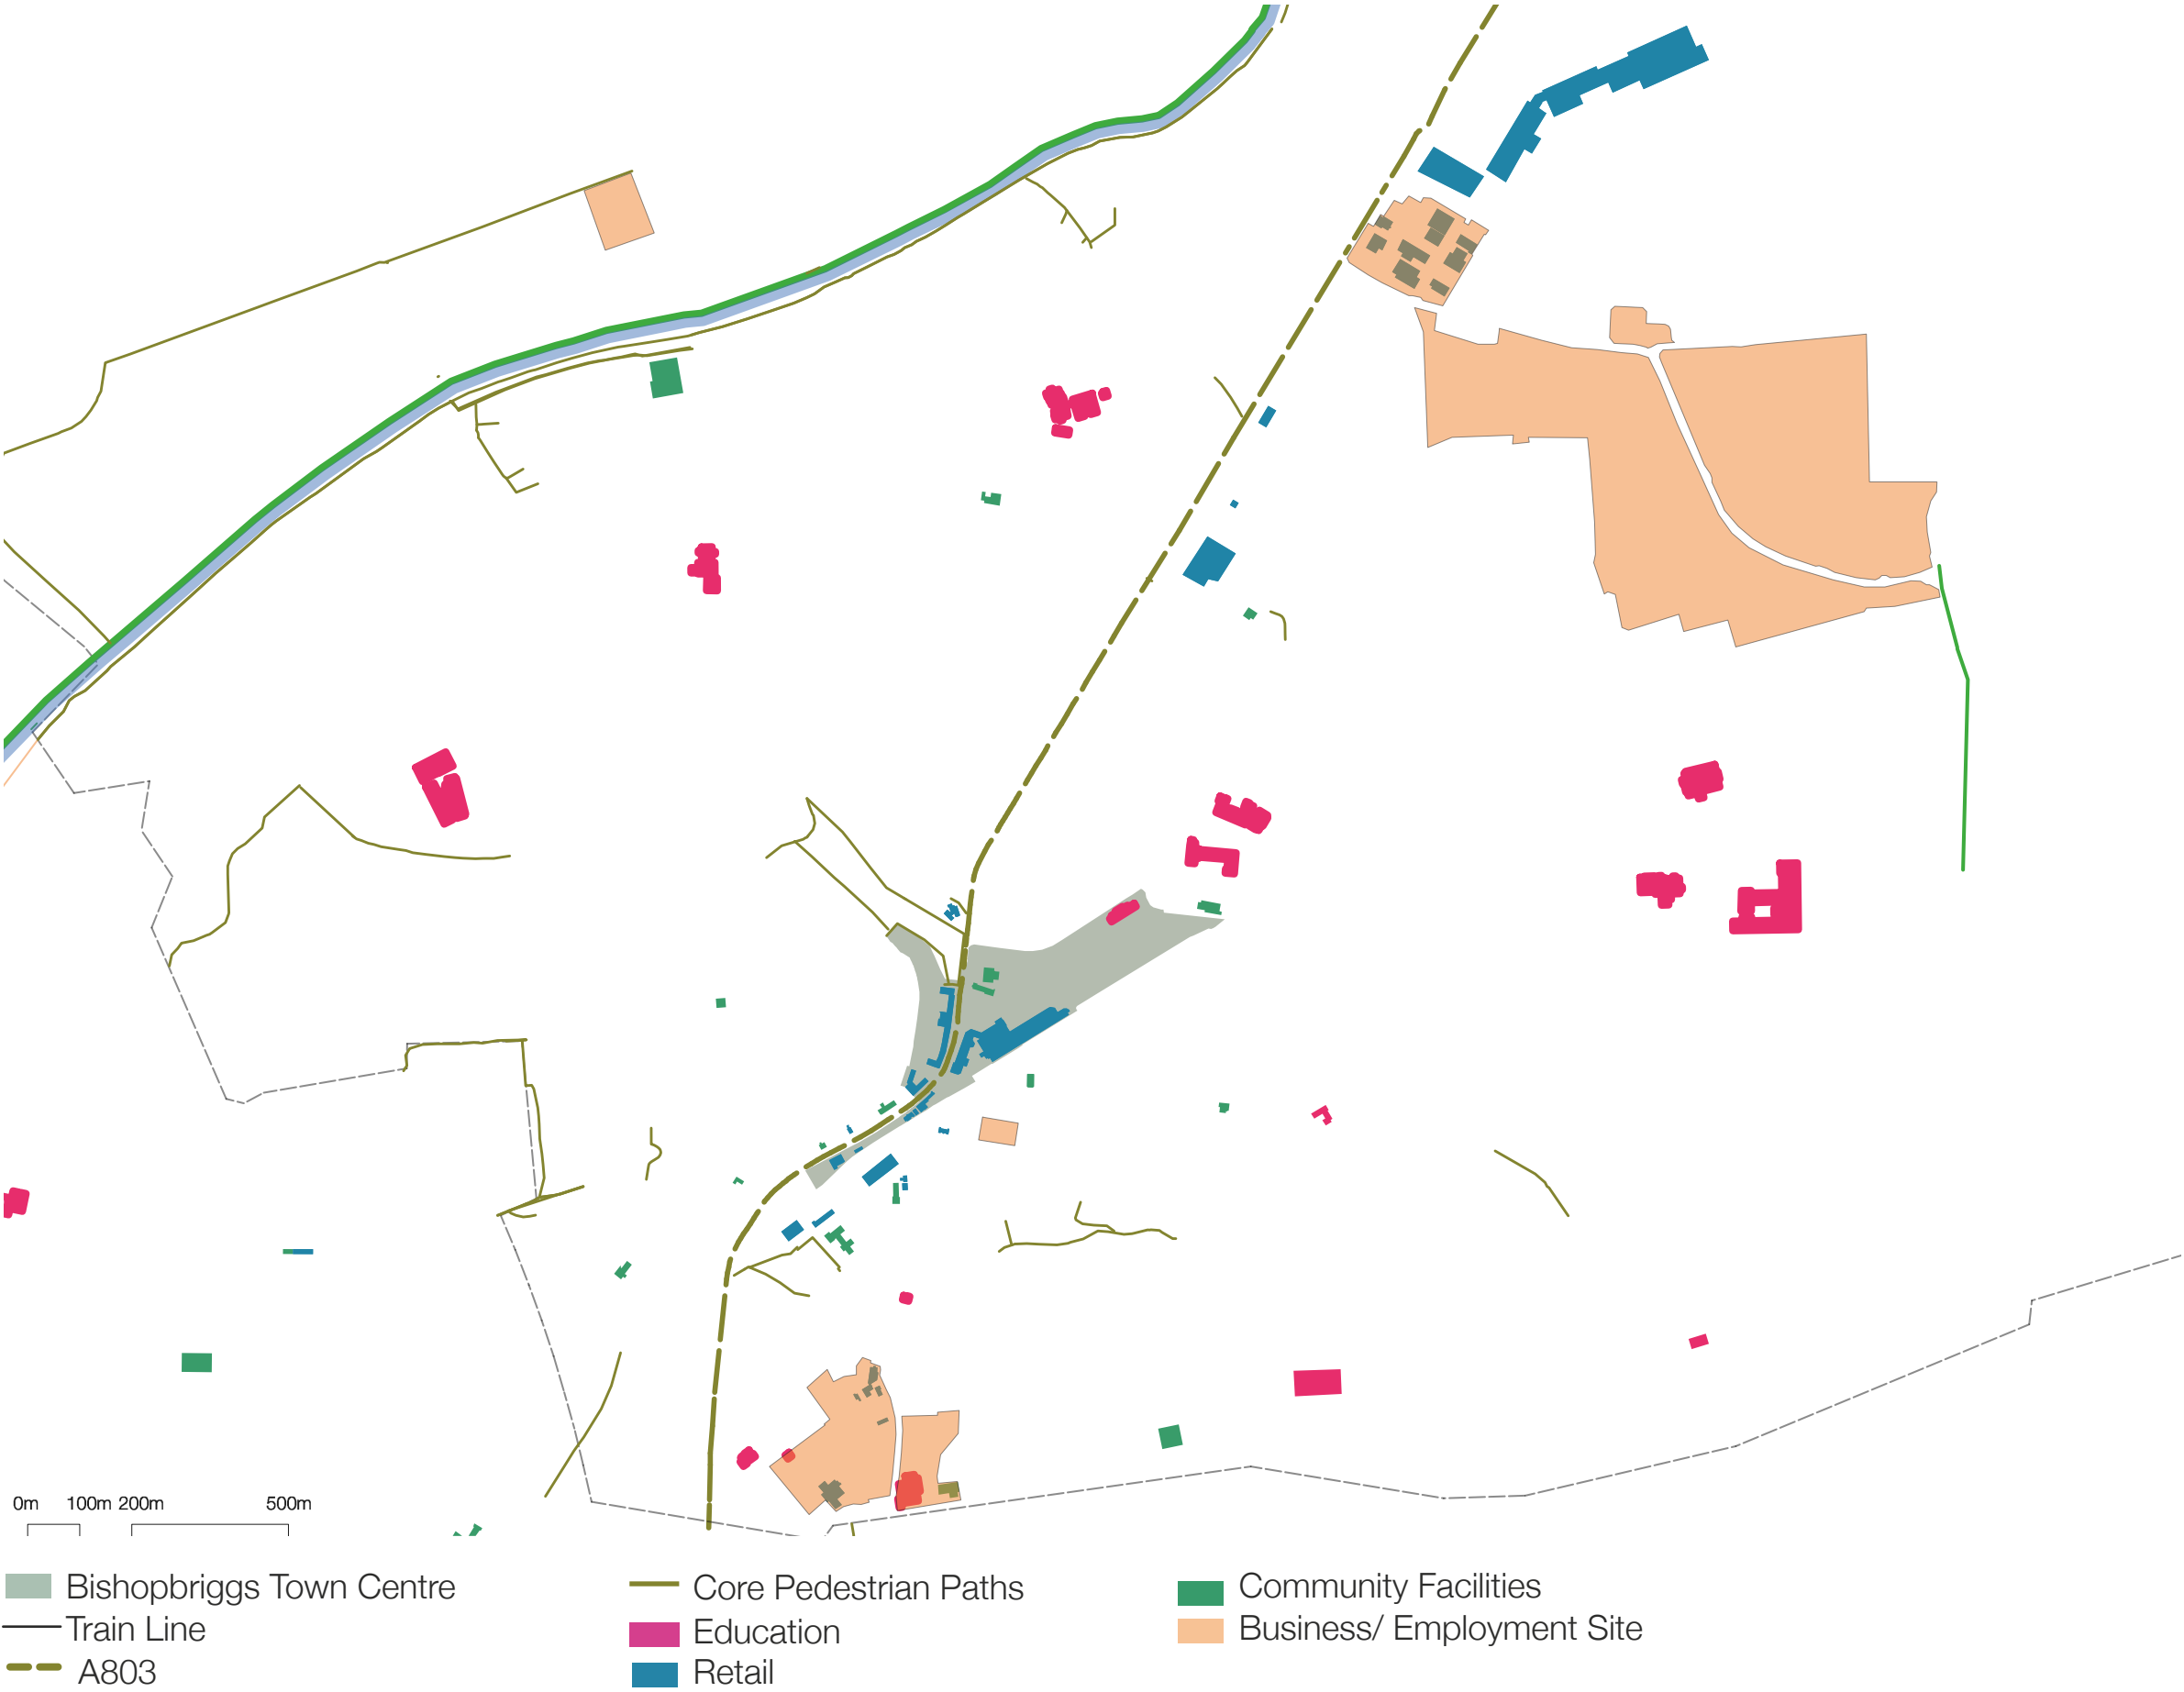 0m 100m 200m 500m
Bishopbriggs Town Centre
Train Line
A803
Core Pedestrian Paths
Education
Retail
Community Facilities
Business/ Employment Site